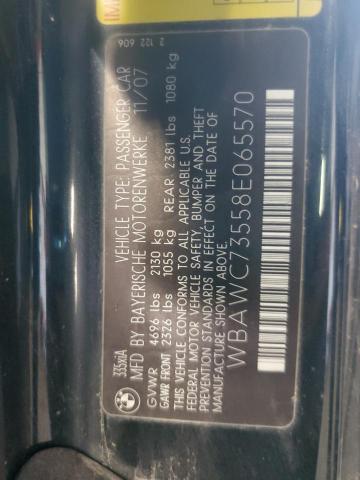 335xiA
VEHICLE TYPE: PASSENGER CAR
MFD BY BAYERISCHE MOTORENWERKE 11/07
GVWR 4696 lbs 2130 kg
GAWR FRONT 2326 lbs 1055 kg REAR 2381 lbs 1080 kg
THIS VEHICLE CONFORMS TO ALL APPLICABLE U.S.
FEDERAL MOTOR VEHICLE SAFETY, BUMPER AND THEFT
PREVENTION STANDARDS IN EFFECT ON THE DATE OF
MANUFACTURE SHOWN ABOVE.
WBAWC73558E065570
2 122 606